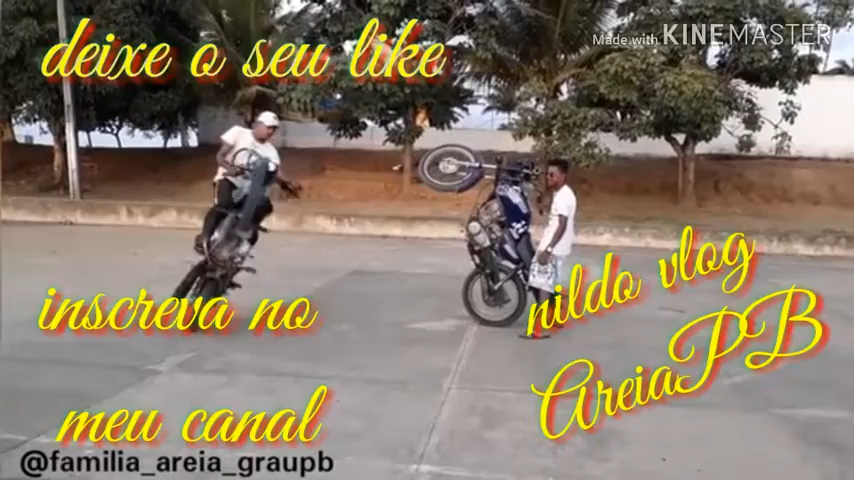 deixe o seu like
Made with KINEMASTER
inscreva no
meu canal
nildo vlog
AreiaPB
@familia_areia_graupb